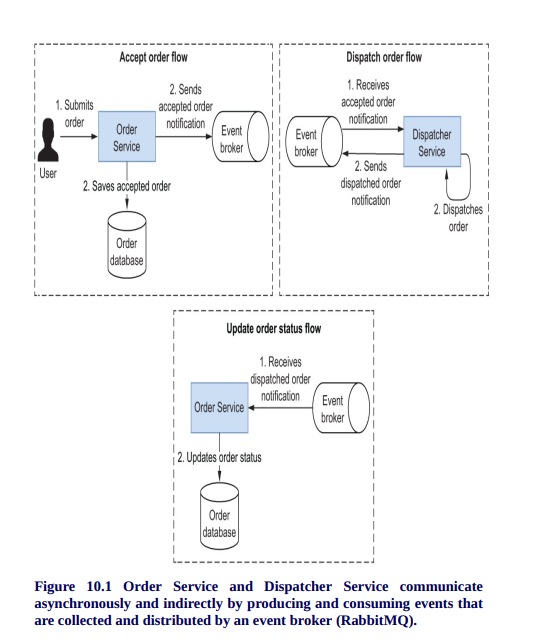 Accept order flow
1. Submits
order
User
Order
Service
2. Sends
accepted order
notification
Event
broker
2. Saves accepted order
Order
database
Dispatch order flow
Event
broker
1. Receives
accepted order
notification
Dispatcher
Service
2. Sends
dispatched order
notification
2. Dispatches
order
Update order status flow
1. Receives
dispatched order
notification
Order Service
Event
broker
2. Updates order status
Order
database
Figure 10.1 Order Service and Dispatcher Service communicate
asynchronously and indirectly by producing and consuming events that
are collected and distributed by an event broker (RabbitMQ).